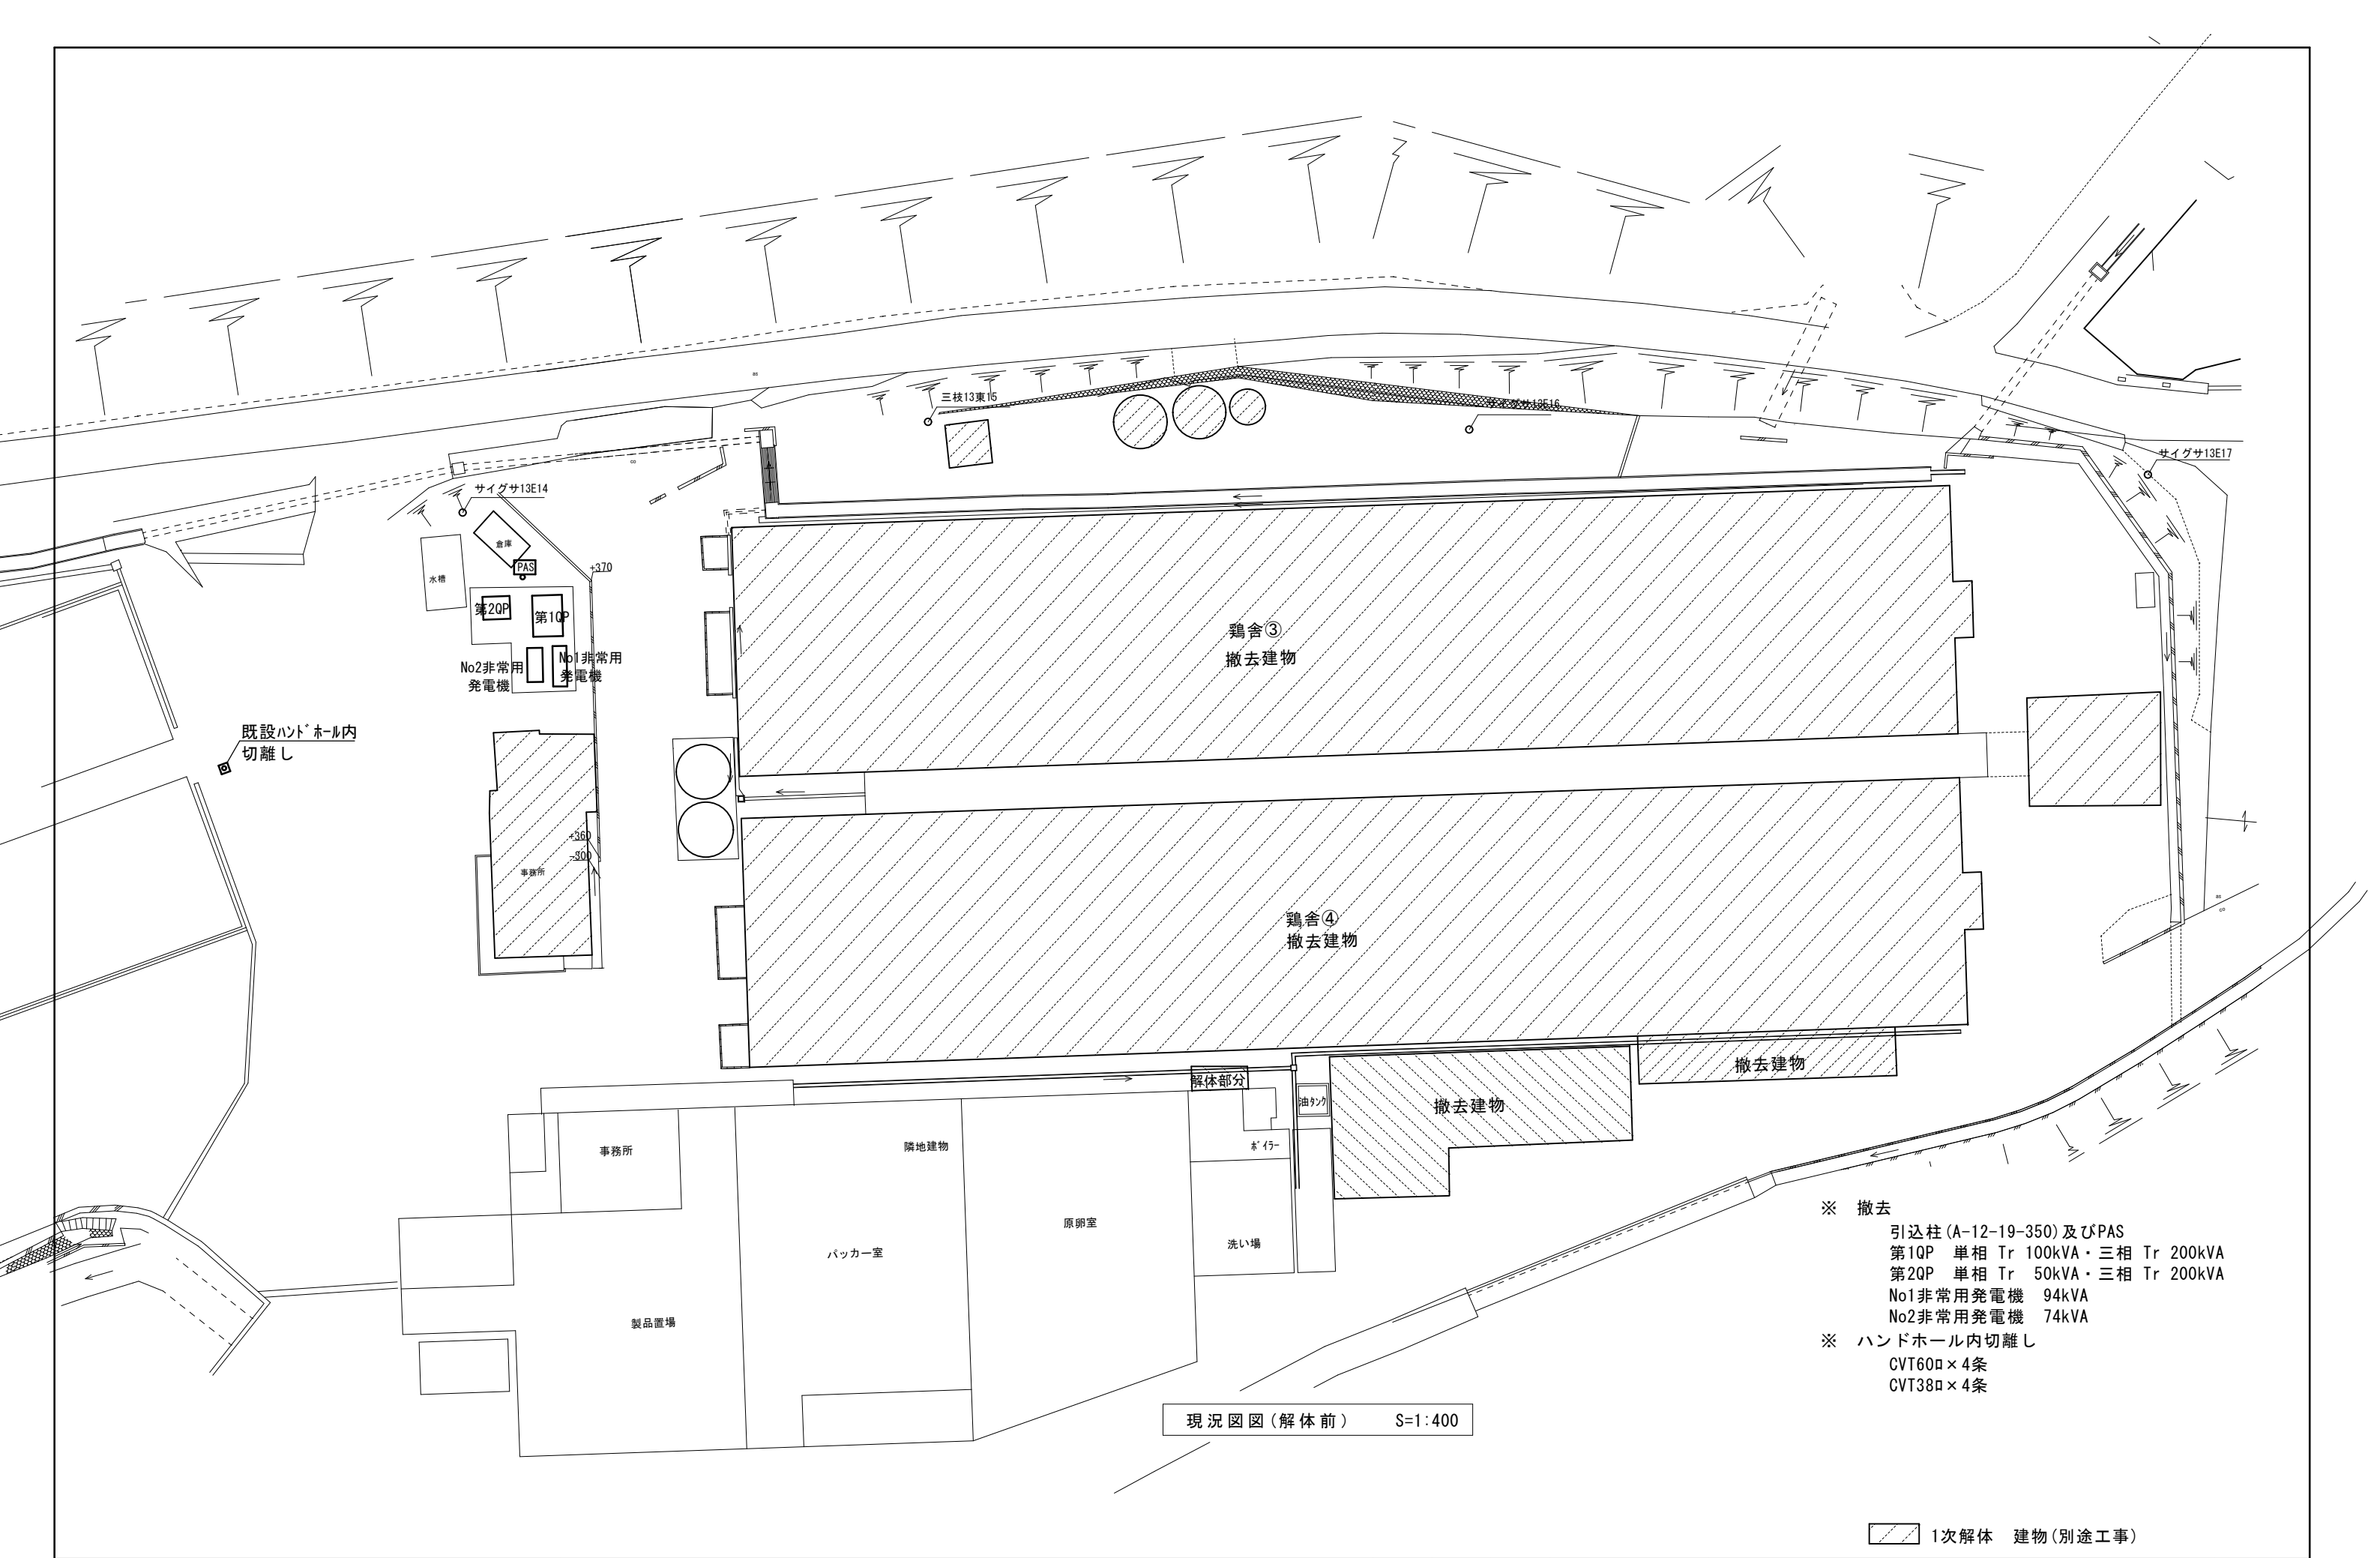 三枝13東15
サイグサ13E16
サイグサ13E17
サイグサ13E14
倉庫
PAS
水槽
+370
第2QP
第1QP
No2非常用
発電機
No1非常用
発電機
鶏舎③
撤去建物
既設ﾊﾝﾄﾞﾎｰﾙ内
切離し
+360
-300
事務所
鶏舎④
撤去建物
解体部分
油ﾀﾝｸ
撤去建物
撤去建物
事務所
隣地建物
ﾎﾞｲﾗｰ
原卵室
洗い場
パッカー室
製品置場
※　撤去
引込柱(A-12-19-350)及びPAS
第1QP　単相 Tr 100kVA・三相 Tr 200kVA
第2QP　単相 Tr　50kVA・三相 Tr 200kVA
No1非常用発電機　94kVA
No2非常用発電機　74kVA
※　ハンドホール内切離し
CVT60ロ×4条
CVT38ロ×4条
現況図図(解体前)　　S=1:400
1次解体　建物(別途工事)